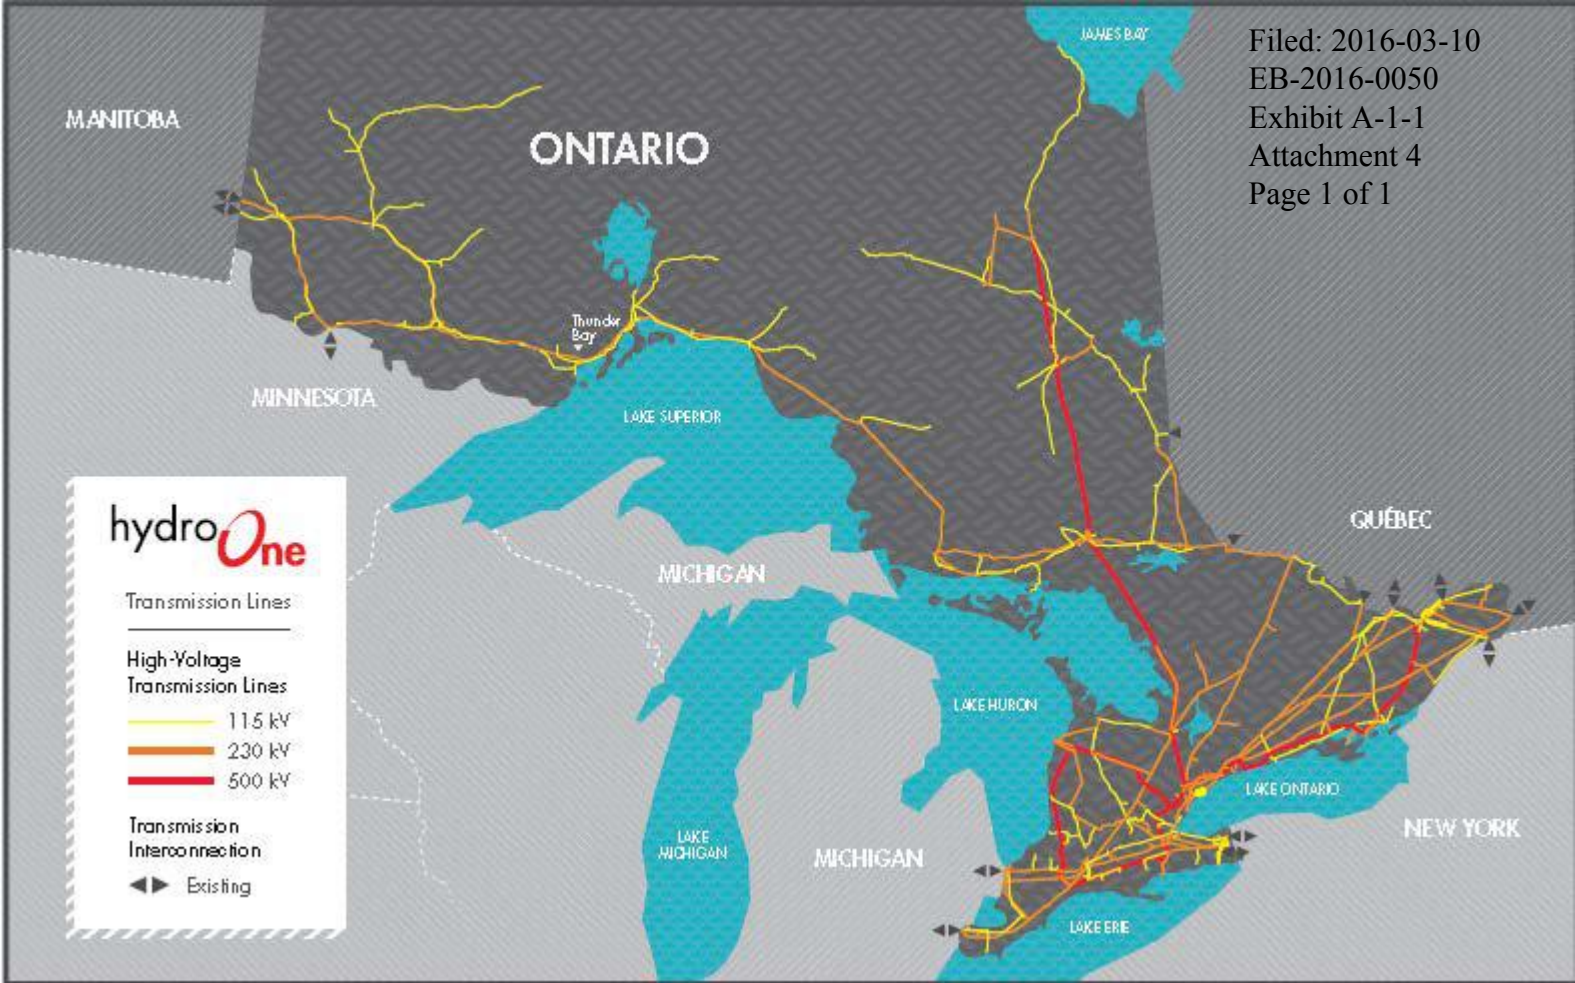 Filed: 2016-03-10
EB-2016-0050
Exhibit A-1-1
Attachment 4
Page 1 of 1
JAMES BAY
MANITOBA
ONTARIO
Thunder
Bay
MINNESOTA
LAKE SUPERIOR
QUÉBEC
MICHIGAN
LAKE HURON
LAKE ONTARIO
NEW YORK
LAKE
MICHIGAN
MICHIGAN
LAKE ERIE
hydroOne
Transmission Lines
High-Voltage
Transmission Lines
115 kV
230 kV
500 kV
Transmission
Interconnection
Existing